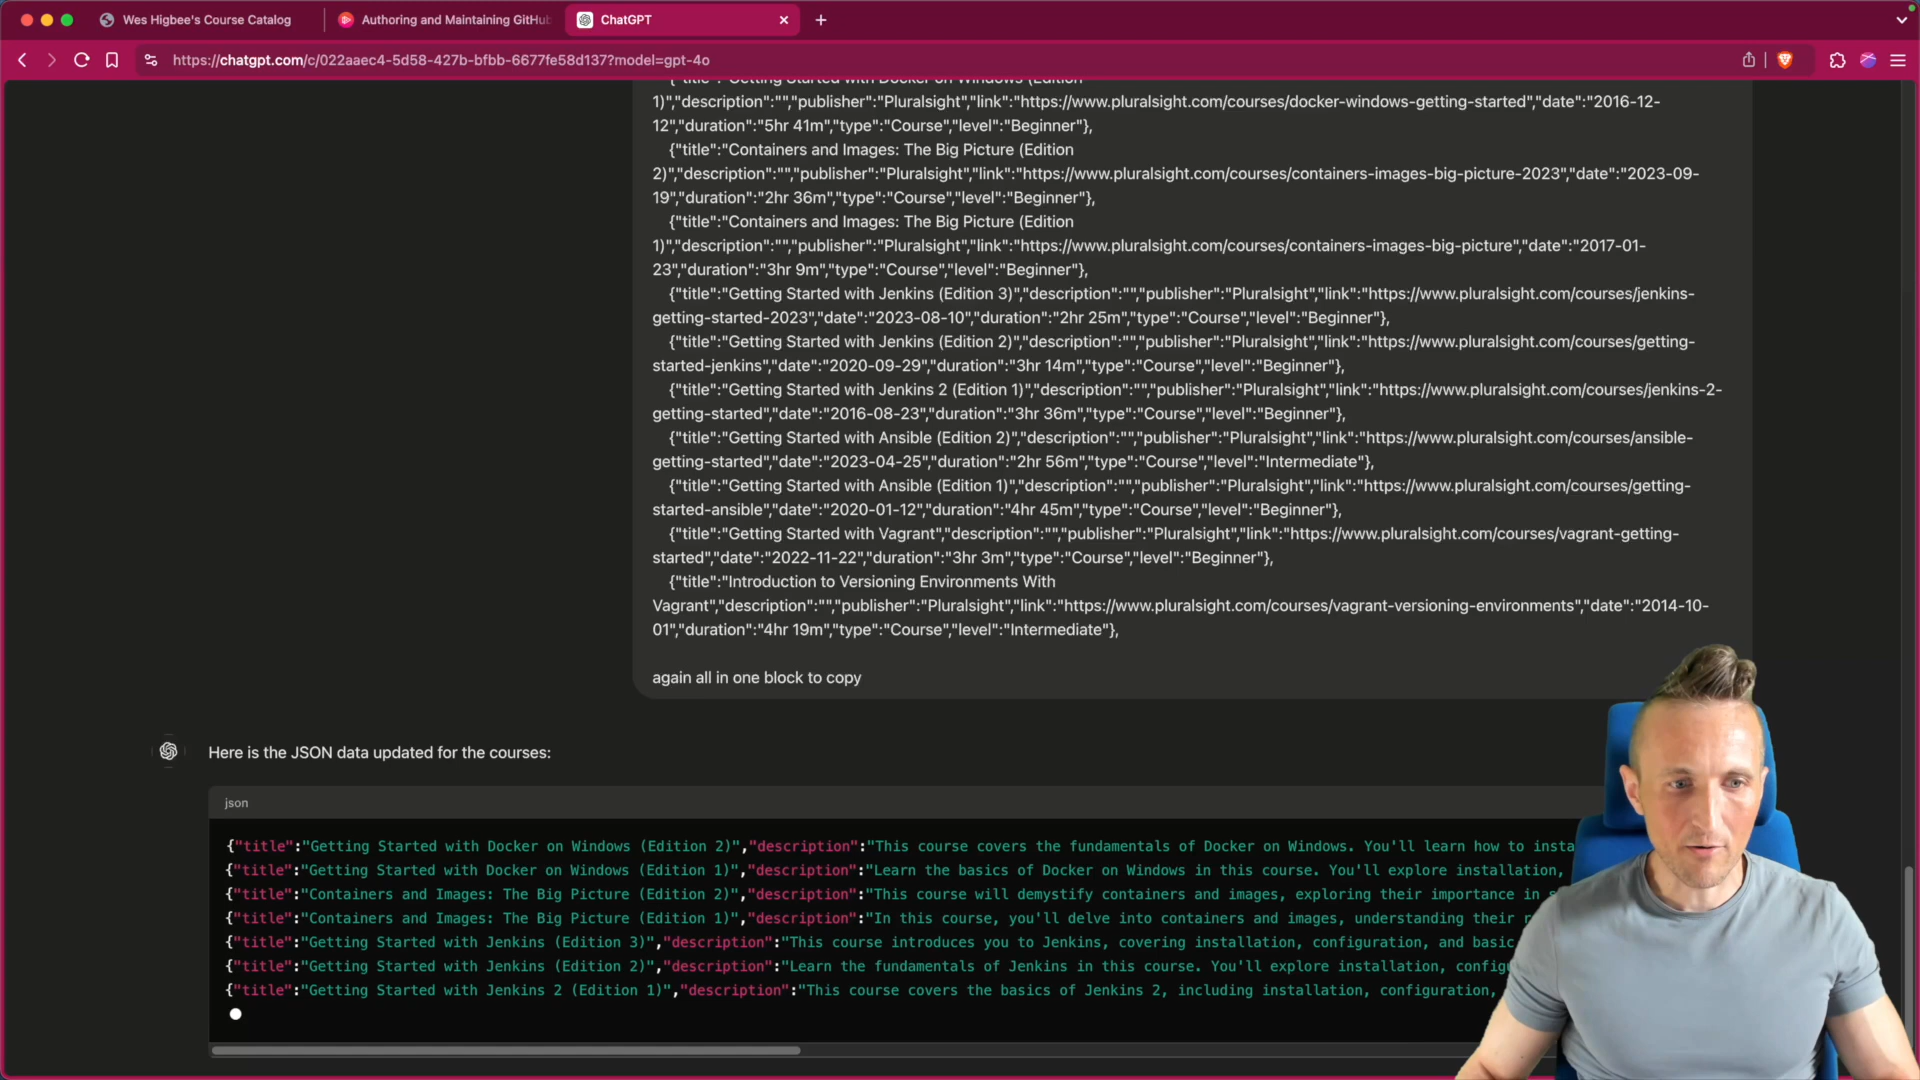 Wes Higbee's Course Catalog
Authoring and Maintaining GitHub
ChatGPT
https://chatgpt.com/c/022aaec4-5d58-427b-bfbb-6677fe58d137?model=gpt-4o
{"title":"Getting Started with Docker on Windows (Edition
1)","description":"","publisher":"Pluralsight","link":"https://www.pluralsight.com/courses/docker-windows-getting-started","date":"2016-12-
12","duration":"5hr 41m","type":"Course","level":"Beginner"},
{"title":"Containers and Images: The Big Picture (Edition
2)","description":"","publisher":"Pluralsight","link":"https://www.pluralsight.com/courses/containers-images-big-picture-2023","date":"2023-09-
19","duration":"2hr 36m","type":"Course","level":"Beginner"},
{"title":"Containers and Images: The Big Picture (Edition
1)","description":"","publisher":"Pluralsight","link":"https://www.pluralsight.com/courses/containers-images-big-picture","date":"2017-01-
23","duration":"3hr 9m","type":"Course","level":"Beginner"},
{"title":"Getting Started with Jenkins (Edition 3)","description":"","publisher":"Pluralsight","link":"https://www.pluralsight.com/courses/jenkins-
getting-started-2023","date":"2023-08-10","duration":"2hr 25m","type":"Course","level":"Beginner"},
{"title":"Getting Started with Jenkins (Edition 2)","description":"","publisher":"Pluralsight","link":"https://www.pluralsight.com/courses/getting-
started-jenkins","date":"2020-09-29","duration":"3hr 14m","type":"Course","level":"Beginner"},
{"title":"Getting Started with Jenkins 2 (Edition 1)","description":"","publisher":"Pluralsight","link":"https://www.pluralsight.com/courses/jenkins-2-
getting-started","date":"2016-08-23","duration":"3hr 36m","type":"Course","level":"Beginner"},
{"title":"Getting Started with Ansible (Edition 2)","description":"","publisher":"Pluralsight","link":"https://www.pluralsight.com/courses/ansible-
getting-started","date":"2023-04-25","duration":"2hr 56m","type":"Course","level":"Intermediate"},
{"title":"Getting Started with Ansible (Edition 1)","description":"","publisher":"Pluralsight","link":"https://www.pluralsight.com/courses/getting-
started-ansible","date":"2020-01-12","duration":"4hr 45m","type":"Course","level":"Beginner"},
{"title":"Getting Started with Vagrant","description":"","publisher":"Pluralsight","link":"https://www.pluralsight.com/courses/vagrant-getting-
started","date":"2022-11-22","duration":"3hr 3m","type":"Course","level":"Beginner"},
{"title":"Introduction to Versioning Environments With
Vagrant","description":"","publisher":"Pluralsight","link":"https://www.pluralsight.com/courses/vagrant-versioning-environments","date":"2014-10-
01","duration":"4hr 19m","type":"Course","level":"Intermediate"},
again all in one block to copy
Here is the JSON data updated for the courses:
json
{"title":"Getting Started with Docker on Windows (Edition 2)","description":"This course covers the fundamentals of Docker on Windows. You'll learn how to insta
{"title":"Getting Started with Docker on Windows (Edition 1)","description":"Learn the basics of Docker on Windows in this course. You'll explore installation,
{"title":"Containers and Images: The Big Picture (Edition 2)","description":"This course will demystify containers and images, exploring their importance in s
{"title":"Containers and Images: The Big Picture (Edition 1)","description":"In this course, you'll delve into containers and images, understanding their r
{"title":"Getting Started with Jenkins (Edition 3)","description":"This course introduces you to Jenkins, covering installation, configuration, and basic
{"title":"Getting Started with Jenkins (Edition 2)","description":"Learn the fundamentals of Jenkins in this course. You'll explore installation, config
{"title":"Getting Started with Jenkins 2 (Edition 1)","description":"This course covers the basics of Jenkins 2, including installation, configuration,